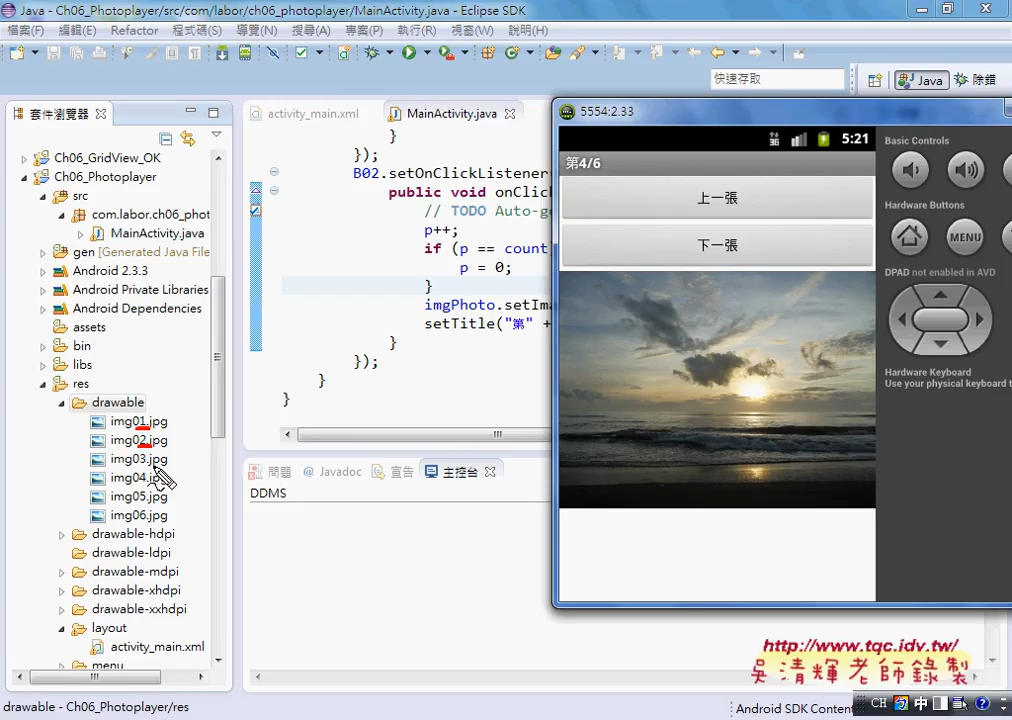 Java - Ch06_Photoplayer/src/com/labor/ch06_photoplayer/MainActivity.java - Eclipse SDK
檔案(F) 編輯(E) Refactor 程式碼(S) 導覽(N) 搜尋(A) 專案(P) 執行(R) 視窗(W) 說明(H)
快速存取
Java 除錯
套件瀏覽器
Ch06_GridView_OK
Ch06_Photoplayer
src
com.labor.ch06_phot
MainActivity.java
gen [Generated Java File
Android 2.3.3
Android Private Libraries
Android Dependencies
assets
bin
libs
res
drawable
img01.jpg
img02.jpg
img03.jpg
img04.jpg
img05.jpg
img06.jpg
drawable-hdpi
drawable-ldpi
drawable-mdpi
drawable-xhdpi
drawable-xxhdpi
layout
activity_main.xml
menu
activity_main.xml MainActivity.java
}
});
B02.setOnClickListener
public void onClic
// TODO Auto-ge
p++;
if (p == count
p = 0;
}
imgPhoto.setIma
setTitle("第" +
}
});
}
}
問題 Javadoc 宣告 主控台
DDMS
5554:2.33
3G 5:21
第4/6
上一張
下一張
Basic Controls
Hardware Buttons
MENU
DPAD not enabled in AVD
Hardware Keyboard
Use your physical keyboard t
http://www.tqc.idv.tw/
吳清輝老師錄製
drawable - Ch06_Photoplayer/res
Android SDK Conten
CH 中